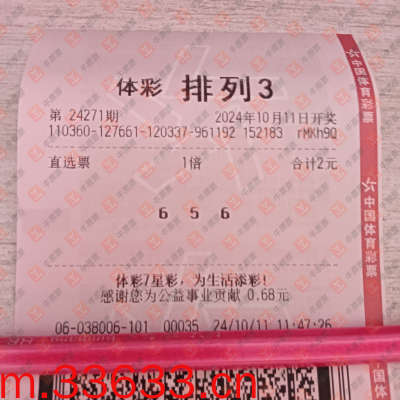 体彩 排列3
第 24271期 2024年10月11日开奖
110360-127661-120337-961192 152183 rMKh9Q
直选票 1倍 合计2元
6 5 6
体彩7星彩，为生活添彩！
感谢您为公益事业贡献 0.68元
06-038006-101 00035 24/10/11 11:47:26
m.33633.cn
中国体育彩票
中国体育彩票